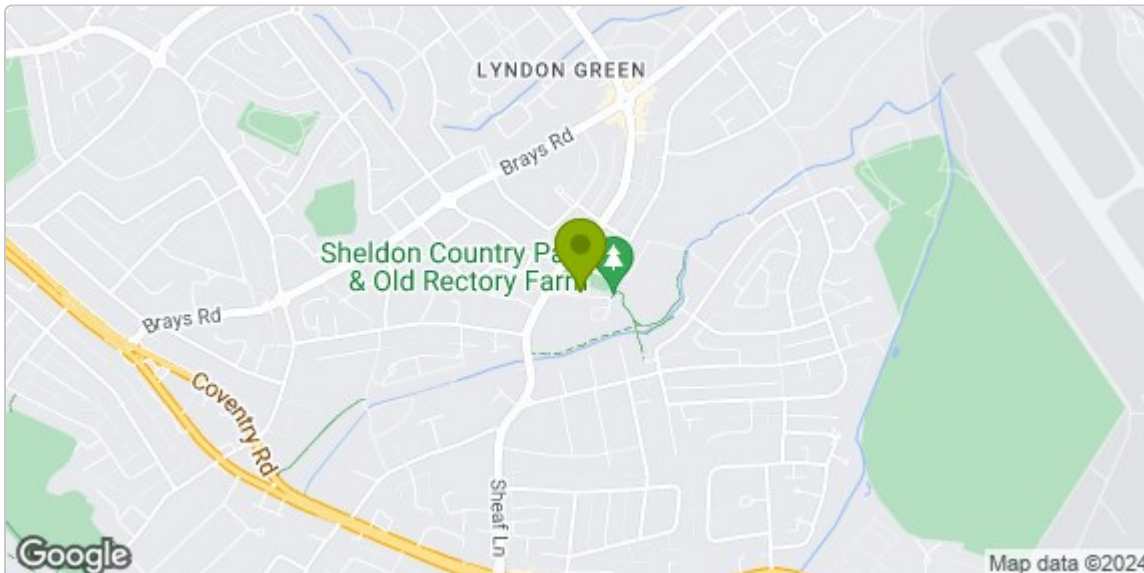 LYNDON GREEN
Brays Rd
Sheldon Country
& Old Rectory Farm
Brays Rd
Coventry Rd
Sheaf Ln
Google
Map data ©2024